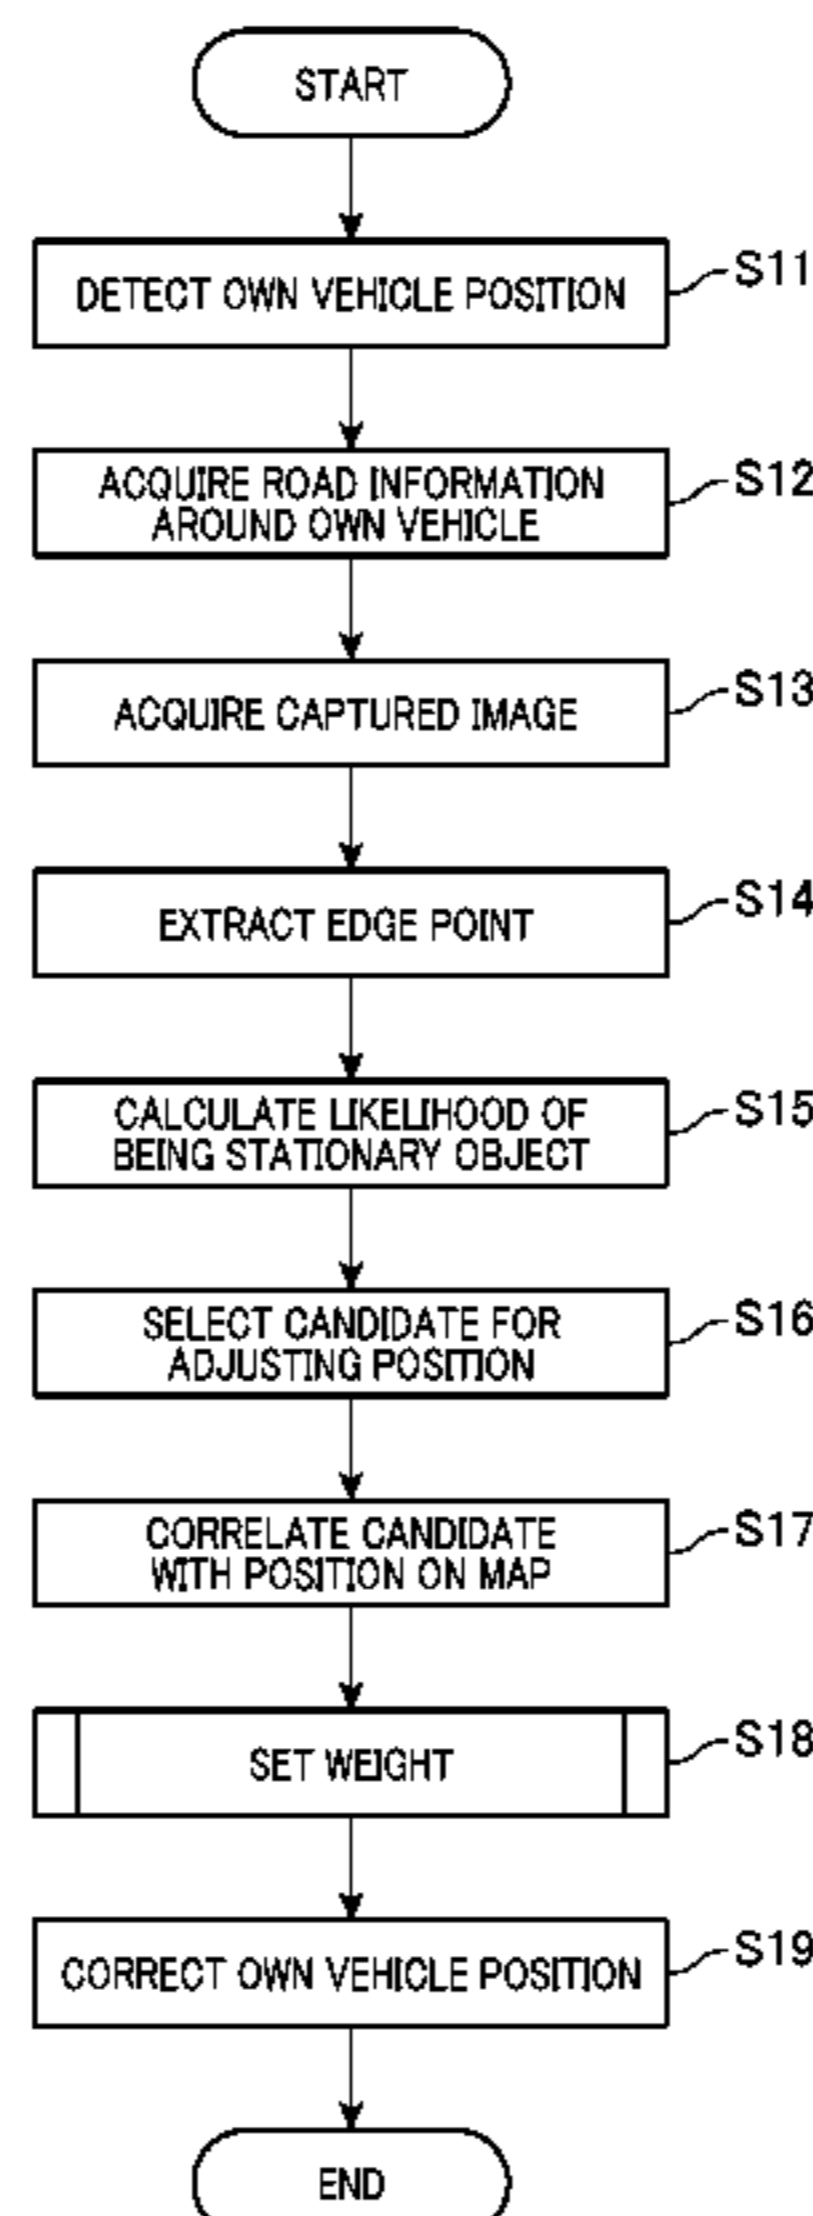 START
DETECT OWN VEHICLE POSITION
S11
ACQUIRE ROAD INFORMATION
AROUND OWN VEHICLE
S12
ACQUIRE CAPTURED IMAGE
S13
EXTRACT EDGE POINT
S14
CALCULATE LIKELIHOOD OF
BEING STATIONARY OBJECT
S15
SELECT CANDIDATE FOR
ADJUSTING POSITION
S16
CORRELATE CANDIDATE
WITH POSITION ON MAP
S17
SET WEIGHT
S18
CORRECT OWN VEHICLE POSITION
S19
END